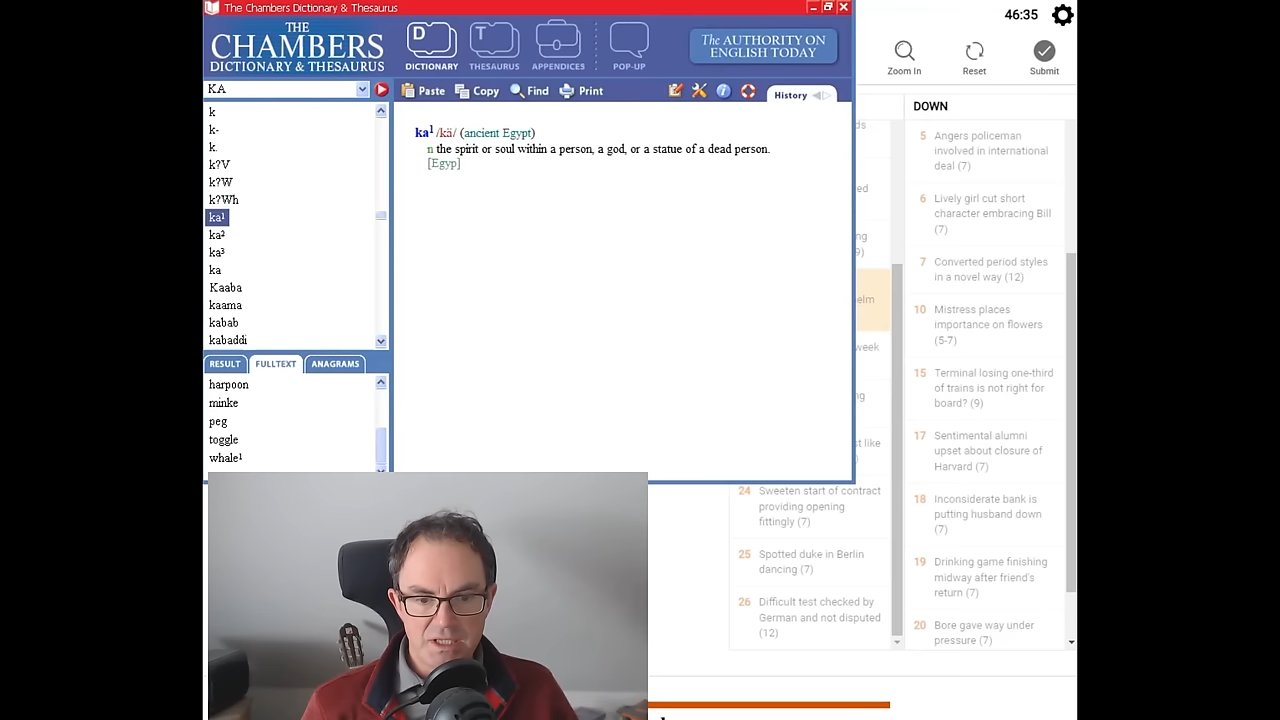 The Chambers Dictionary & Thesaurus
THE
CHAMBERS
DICTIONARY & THESAURUS
D
DICTIONARY
T
THESAURUS
APPENDICES
POP-UP
The AUTHORITY ON
ENGLISH TODAY
46:35
Zoom In
Reset
Submit
KA
Paste
Copy
Find
Print
i
History
k
k-
k.
k?V
k?W
k?Wh
ka¹
ka²
ka³
ka
Kaaba
kaama
kabab
kabaddi
RESULT
FULLTEXT
ANAGRAMS
harpoon
minke
peg
toggle
whale¹
ka¹ /kä/ (ancient Egypt)
n the spirit or soul within a person, a god, or a statue of a dead person.
[Egyp]
ds
ed
ng
9)
elm
week
ng
t like
)
24 Sweeten start of contract
providing opening
fittingly (7)
25 Spotted duke in Berlin
dancing (7)
26 Difficult test checked by
German and not disputed
(12)
DOWN
5 Angers policeman
involved in international
deal (7)
6 Lively girl cut short
character embracing Bill
(7)
7 Converted period styles
in a novel way (12)
10 Mistress places
importance on flowers
(5-7)
15 Terminal losing one-third
of trains is not right for
board? (9)
17 Sentimental alumni
upset about closure of
Harvard (7)
18 Inconsiderate bank is
putting husband down
(7)
19 Drinking game finishing
midway after friend's
return (7)
20 Bore gave way under
pressure (7)